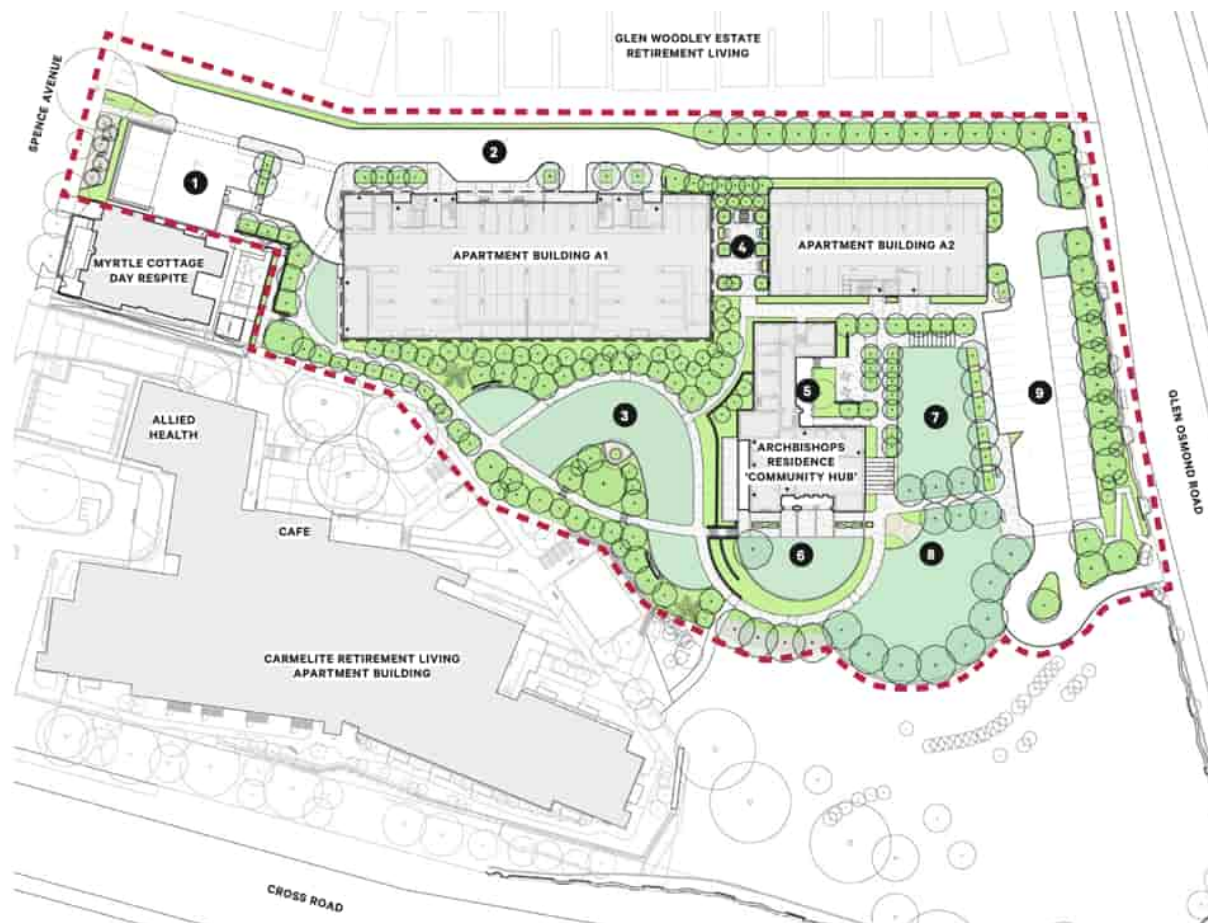 GLEN WOODLEY ESTATE
RETIREMENT LIVING
SPENCE AVENUE
2
1
4
APARTMENT BUILDING A1
APARTMENT BUILDING A2
MYRTLE COTTAGE
DAY RESPITE
5
9
3
7
GLEN OSMOND ROAD
ALLIED
HEALTH
ARCHBISHOPS
RESIDENCE
'COMMUNITY HUB'
CAFE
6
8
CARMELITE RETIREMENT LIVING
APARTMENT BUILDING
CROSS ROAD